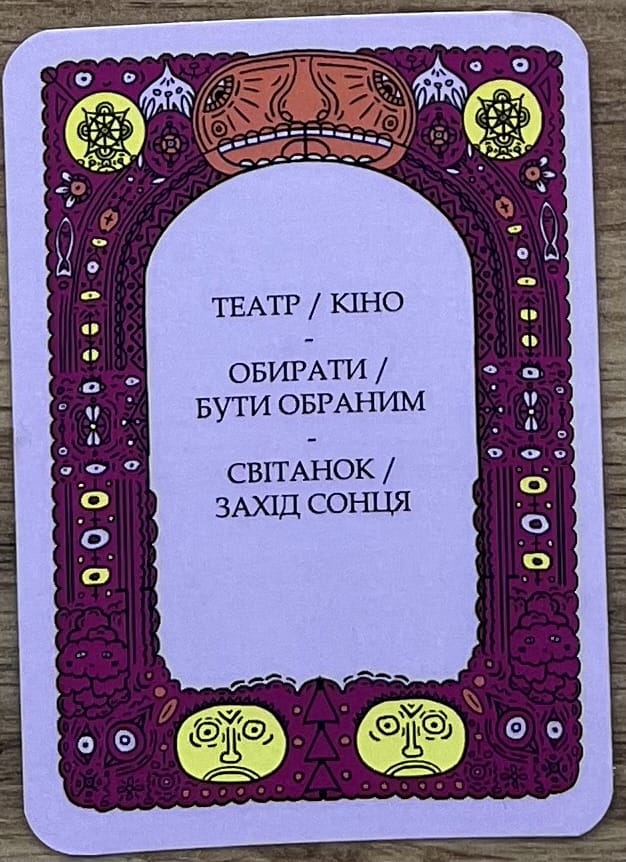 ТЕАТР / КІНО
-
ОБИРАТИ /
БУТИ ОБРАНИМ
-
СВІТАНОК /
ЗАХІД СОНЦЯ